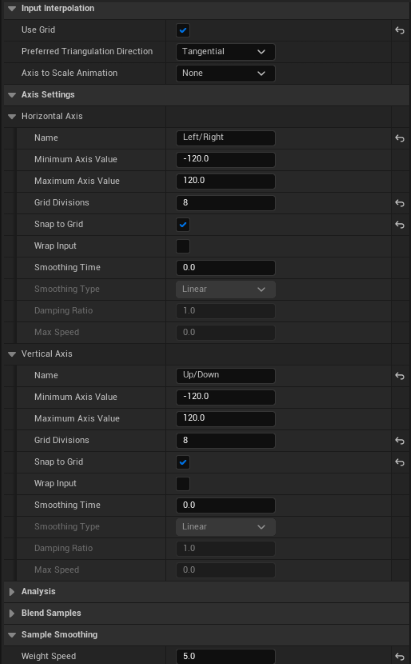 Input Interpolation
Use Grid
Preferred Triangulation Direction Tangential
Axis to Scale Animation None
Axis Settings
Horizontal Axis
Name Left/Right
Minimum Axis Value -120.0
Maximum Axis Value 120.0
Grid Divisions 8
Snap to Grid
Wrap Input
Smoothing Time 0.0
Smoothing Type Linear
Damping Ratio 1.0
Max Speed 0.0
Vertical Axis
Name Up/Down
Minimum Axis Value -120.0
Maximum Axis Value 120.0
Grid Divisions 8
Snap to Grid
Wrap Input
Smoothing Time 0.0
Smoothing Type Linear
Damping Ratio 1.0
Max Speed 0.0
Analysis
Blend Samples
Sample Smoothing
Weight Speed 5.0